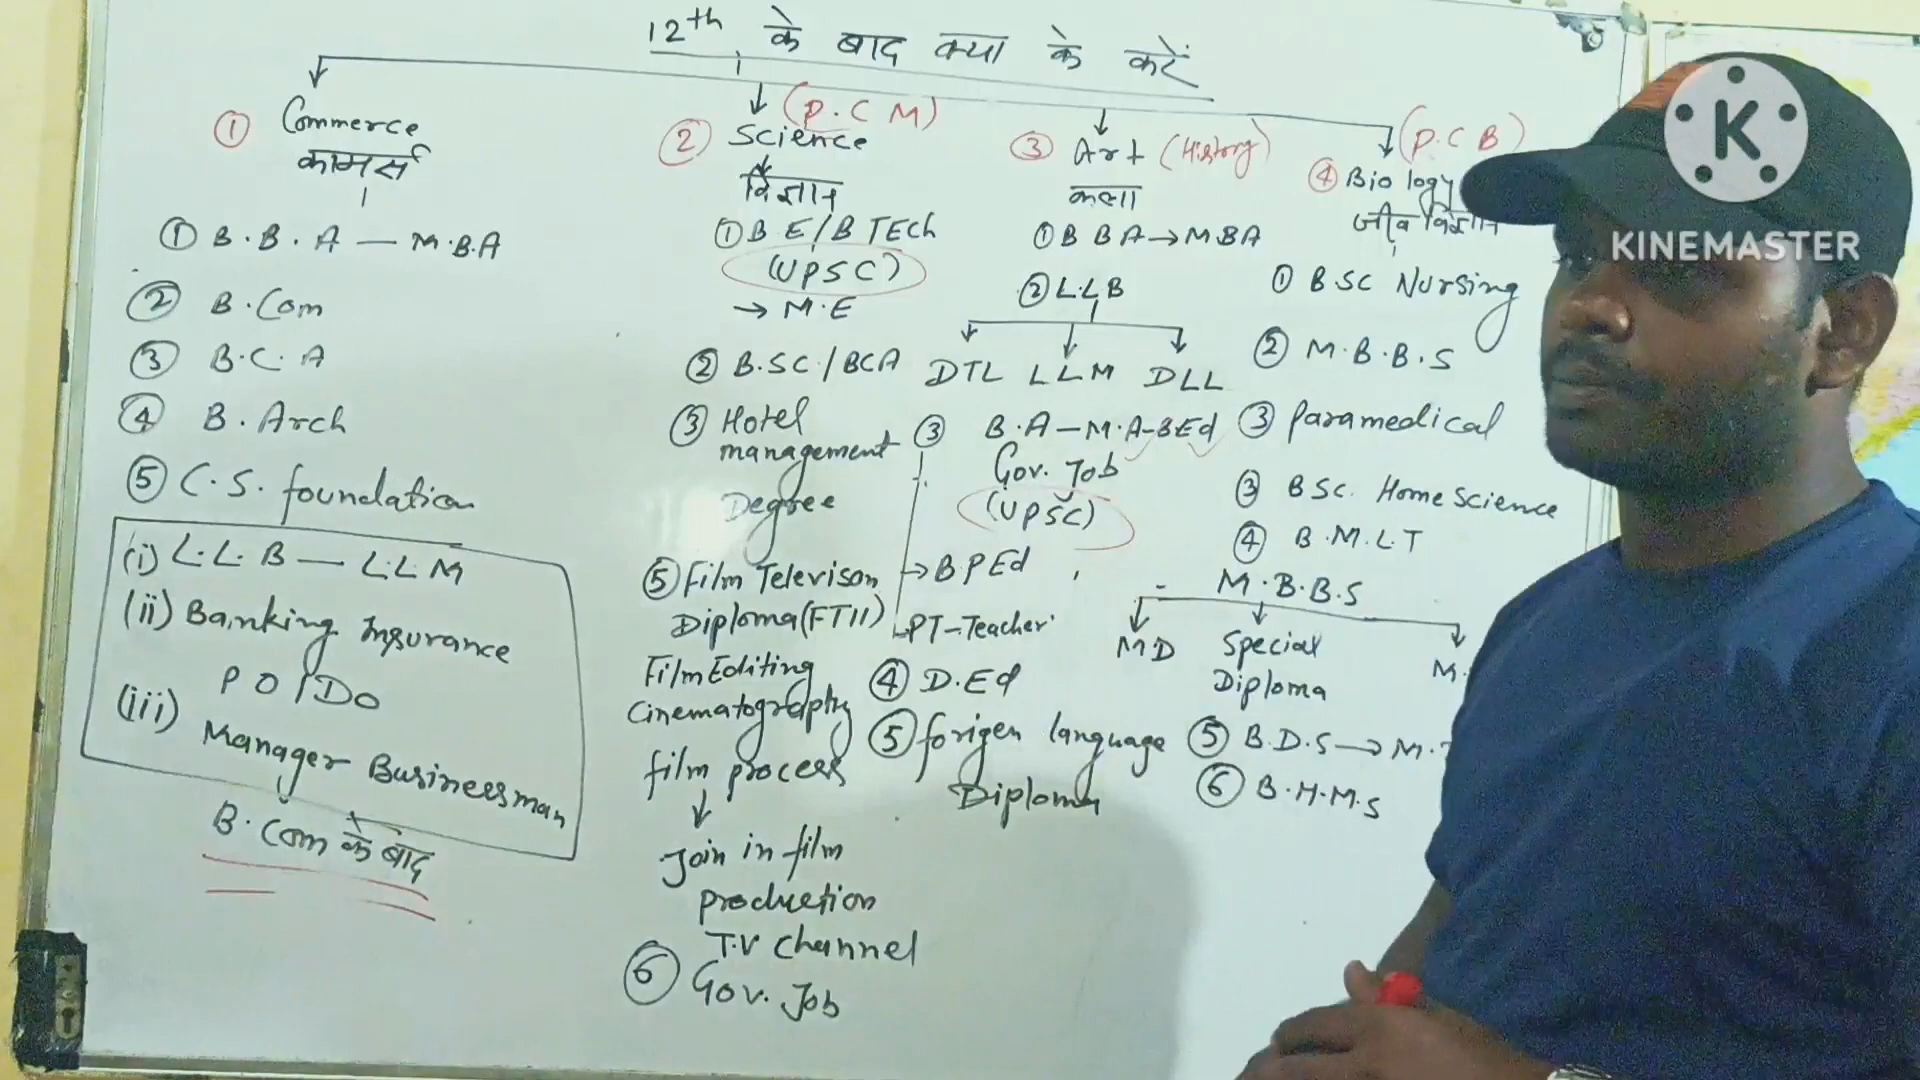 12th के बाद क्या के करें
① Commerce
कामर्स
① B.B.A — M.B.A
② B.Com
③ B.C.A
④ B.Arch
⑤ C.S. foundation
(i) L.L.B — L.L.M
(ii) Banking Insurance
P O / DO
(iii) Manager Businessman
B.Com के बाद
(P.C M)
② Science
विज्ञान
① B E/B TECh
(UPSC)
→ M.E
② B.SC./BCA
③ Hotel
management
Degree
⑤ Film Televison
Diploma(FTII)
Film Editing
Cinematography
film process
Join in film
production
T.V channel
⑥ Gov. Job
③ Art (History)
कला
① B B A → MBA
② L.L.B
DTL LLM DLL
③ B.A — M.A-BEd
Gov. Job
(UPSC)
→ B P Ed
PT-Teacher
④ D.Ed
⑤ forigen language
Diploma
(P.C B)
④ Biology
जीव विज्ञान
① B SC Nursing
② M.B.B.S
③ paramedical
③ B SC. Home Science
④ B.M.L.T
M.B.B.S
M.D Special M.
Diploma
⑤ B.D.S → M.
⑥ B.H.M.S
K
KINEMASTER